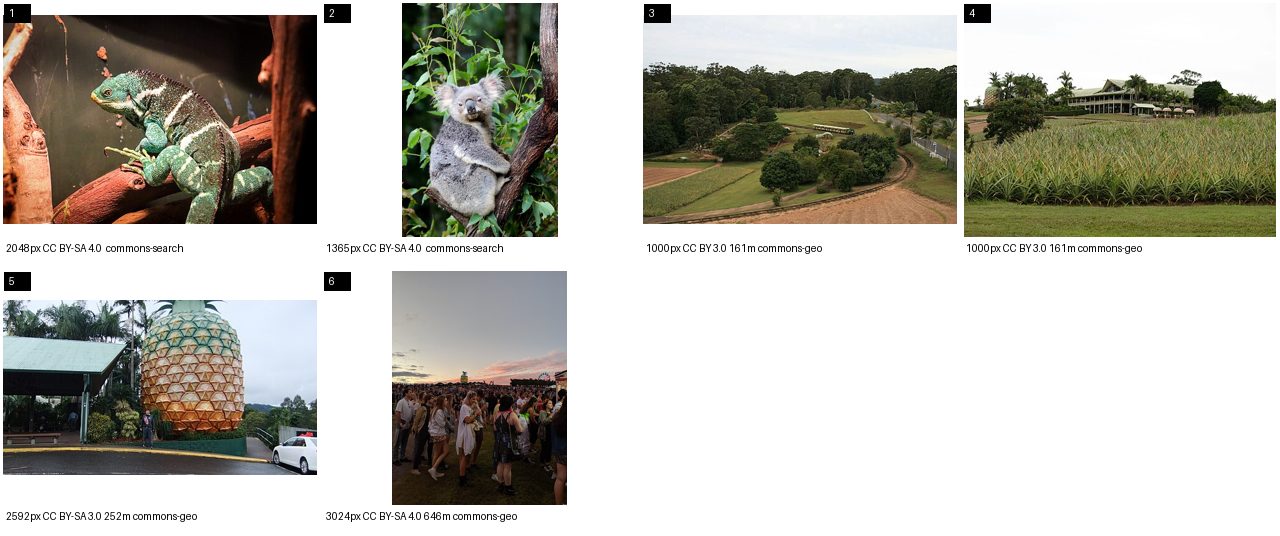 1
2
3
4
2048px CC BY-SA 4.0 commons-search
1365px CC BY-SA 4.0 commons-search
1000px CC BY 3.0 161m commons-geo
1000px CC BY 3.0 161m commons-geo
5
6
2592px CC BY-SA 3.0 252m commons-geo
3024px CC BY-SA 4.0 646m commons-geo